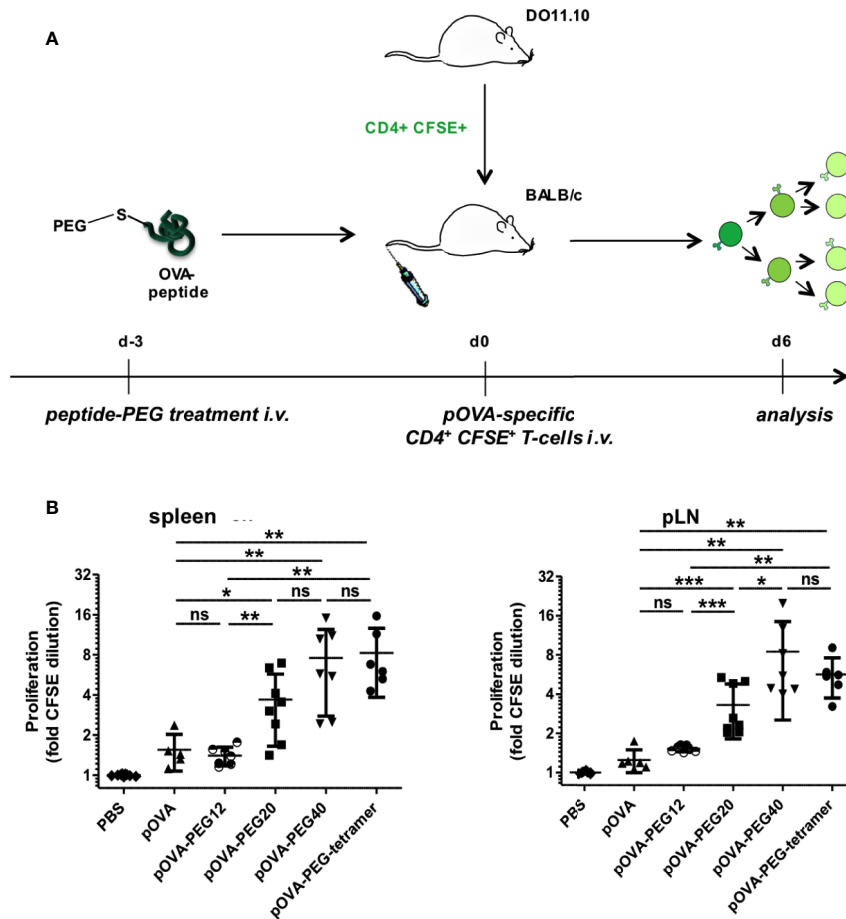 A
DO11.10
CD4+ CFSE+
BALB/c
PEG
S
OVA-
peptide
d-3
d0
d6
peptide-PEG treatment i.v.
pOVA-specific
CD4⁺ CFSE⁺ T-cells i.v.
analysis
B
spleen
**
**
**
*
ns
ns
ns
**
Proliferation
(fold CFSE dilution)
32
16
8
4
2
1
PBS
pOVA
pOVA-PEG12
pOVA-PEG20
pOVA-PEG40
pOVA-PEG-tetramer
pLN
**
**
**
***
*
ns
ns
***
Proliferation
(fold CFSE dilution)
32
16
8
4
2
1
PBS
pOVA
pOVA-PEG12
pOVA-PEG20
pOVA-PEG40
pOVA-PEG-tetramer